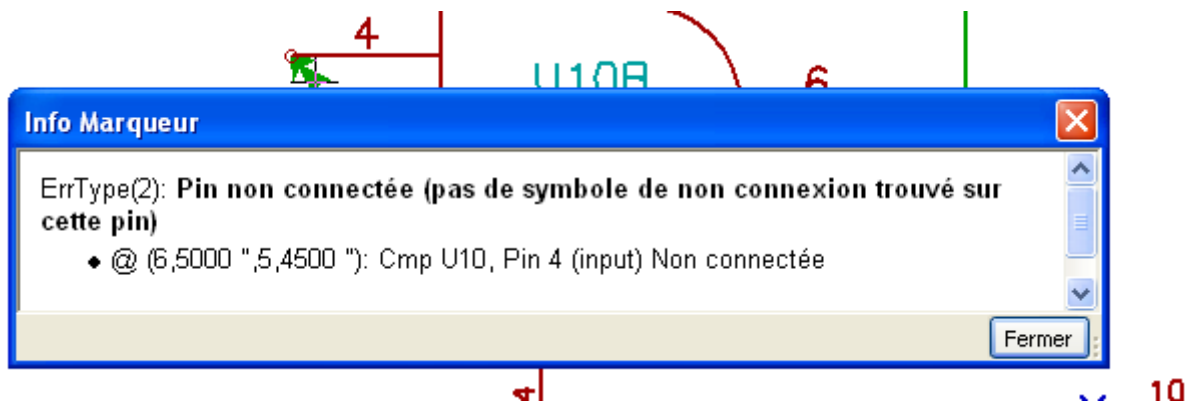 4
U10B
6
Info Marqueur
ErrType(2): Pin non connectée (pas de symbole de non connexion trouvé sur
cette pin)
• @ (6,5000 ",5,4500 "): Cmp U10, Pin 4 (input) Non connectée
Fermer
4
10